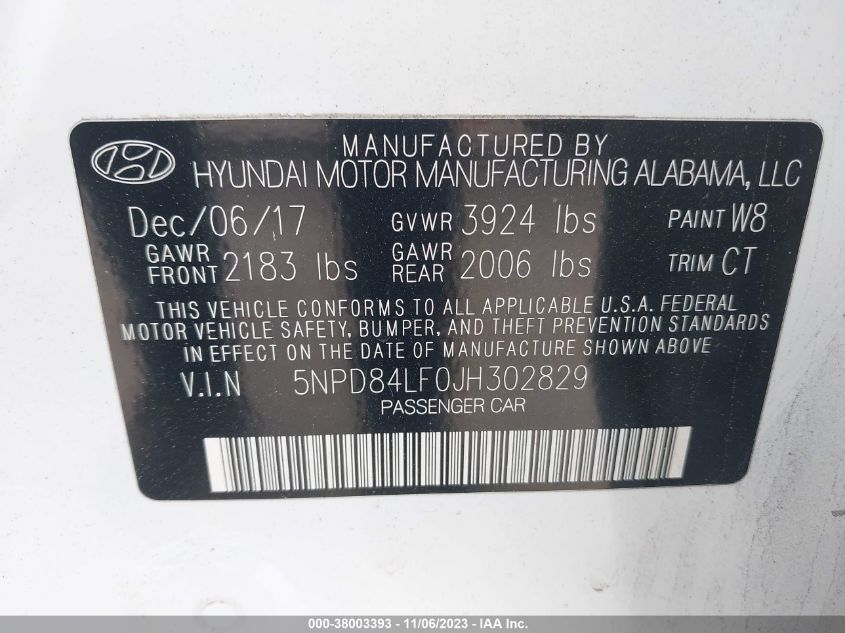 MANUFACTURED BY
HYUNDAI MOTOR MANUFACTURING ALABAMA, LLC
Dec/06/17 GVWR 3924 lbs PAINT W8
GAWR FRONT 2183 lbs GAWR REAR 2006 lbs TRIM CT
THIS VEHICLE CONFORMS TO ALL APPLICABLE U.S.A. FEDERAL
MOTOR VEHICLE SAFETY, BUMPER, AND THEFT PREVENTION STANDARDS
IN EFFECT ON THE DATE OF MANUFACTURE SHOWN ABOVE
V.I.N 5NPD84LF0JH302829
PASSENGER CAR
000-38003393 - 11/06/2023 - IAA Inc.